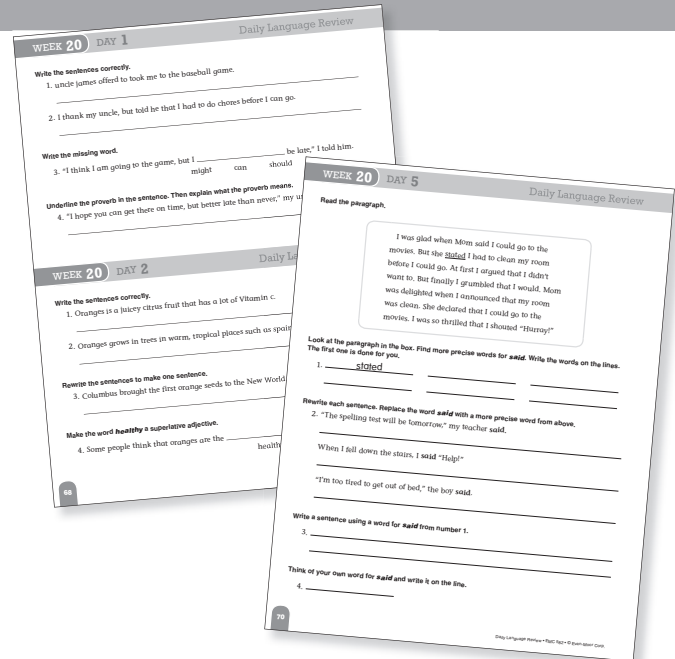 WEEK 20 DAY 1 Daily Language Review
Write the sentences correctly.
1. uncle james offerd to took me to the baseball game.
2. I thank my uncle, but told he that I had to do chores before I can go.
Write the missing word.
3. "I think I am going to the game, but I be late," I told him.
might can should
Underline the proverb in the sentence. Then explain what the proverb means.
4. "I hope you can get there on time, but better late than never," my
WEEK 20 DAY 2 Daily
Write the sentences correctly.
1. Oranges is a juicy citrus fruit that has a lot of Vitamin c.
2. Oranges grows in trees in warm, tropical places such as
Rewrite the sentences to make one sentence.
3. Columbus brought the first orange seeds to the New World
Make the word healthy a superlative adjective.
4. Some people think that oranges are the
68
WEEK 20 DAY 5 Daily Language Review
Read the paragraph.
I was glad when Mom said I could go to the
movies. But she stated I had to clean my room
before I could go. At first I argued that I didn't
want to. But finally I grumbled that I would. Mom
was delighted when I announced that my room
was clean. She declared that I could go to the
movies. I was so thrilled that I shouted "Hurray!"
Look at the paragraph in the box. Find more precise words for said. Write the words on the lines.
The first one is done for you.
1. stated
Rewrite each sentence. Replace the word said with a more precise word from above.
2. "The spelling test will be tomorrow," my teacher said.
When I fell down the stairs, I said "Help!"
"I'm too tired to get out of bed," the boy said.
Write a sentence using a word for said from number 1.
3.
Think of your own word for said and write it on the line.
4.
70
Daily Language Review • EMC 582 • © Evan-Moor Corp.